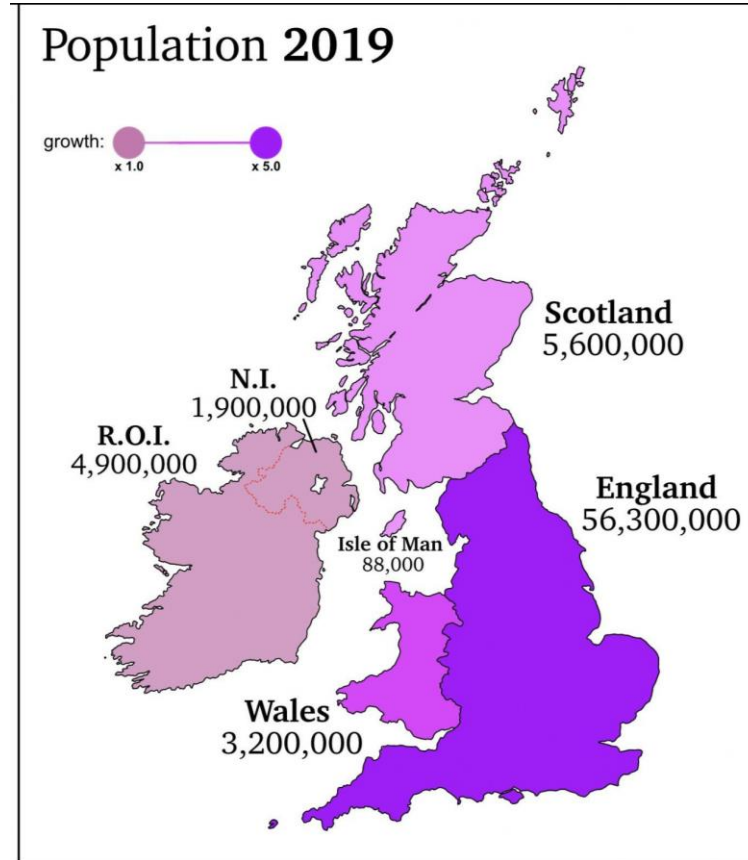 Population 2019
growth:
x 1.0
x 5.0
Scotland
5,600,000
N.I.
1,900,000
R.O.I.
4,900,000
England
56,300,000
Isle of Man
88,000
Wales
3,200,000